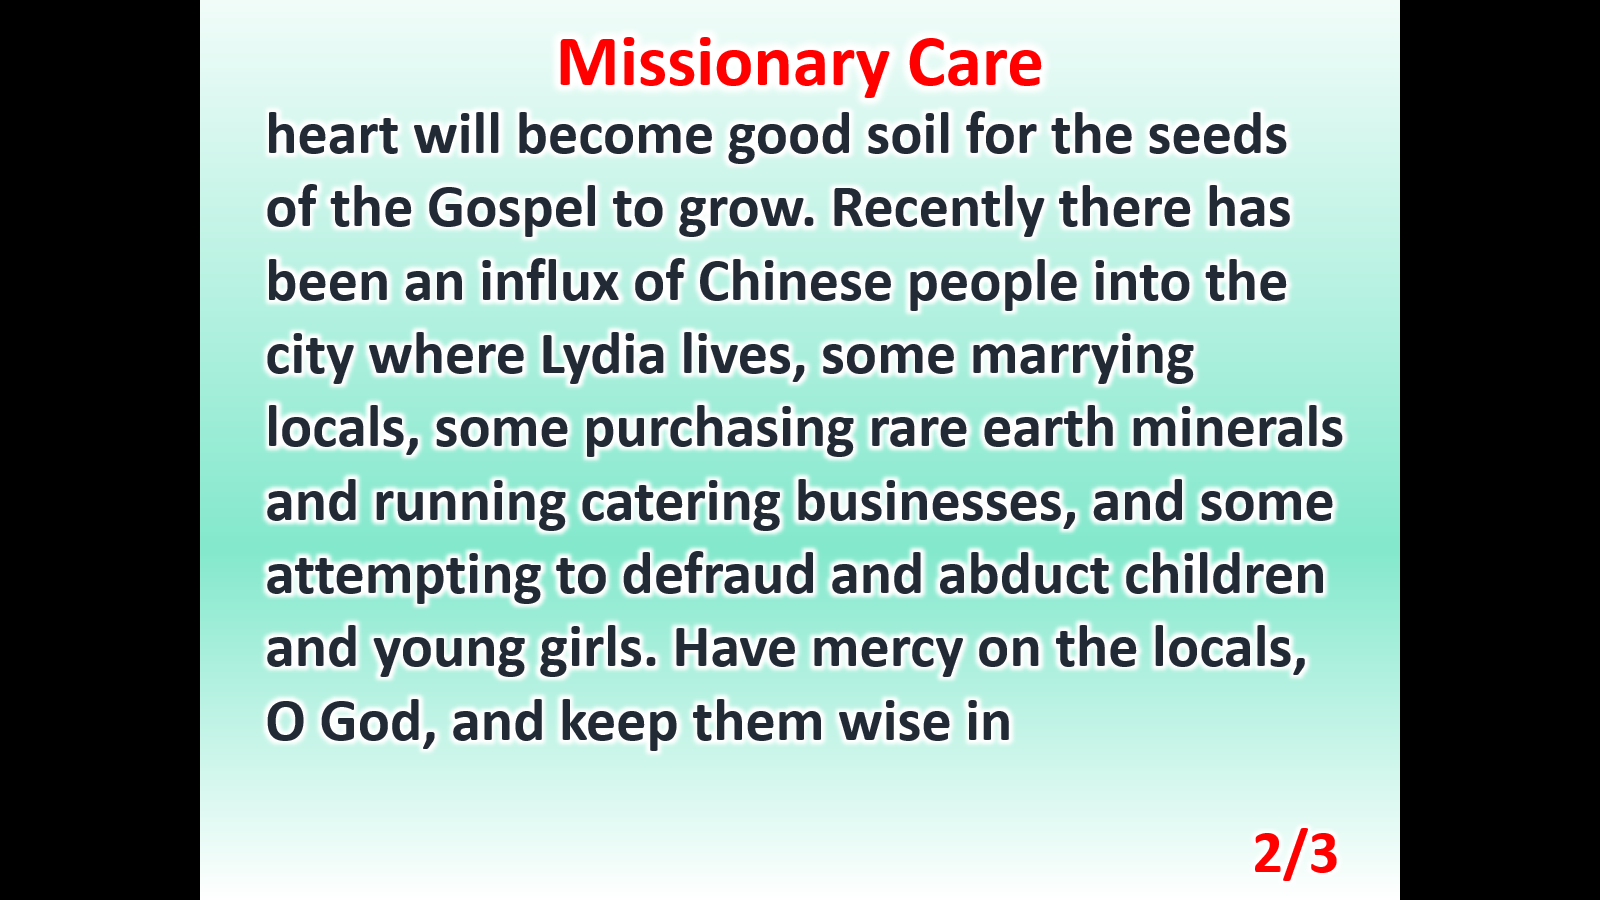 Missionary Care
heart will become good soil for the seeds
of the Gospel to grow. Recently there has
been an influx of Chinese people into the
city where Lydia lives, some marrying
locals, some purchasing rare earth minerals
and running catering businesses, and some
attempting to defraud and abduct children
and young girls. Have mercy on the locals,
O God, and keep them wise in
2/3